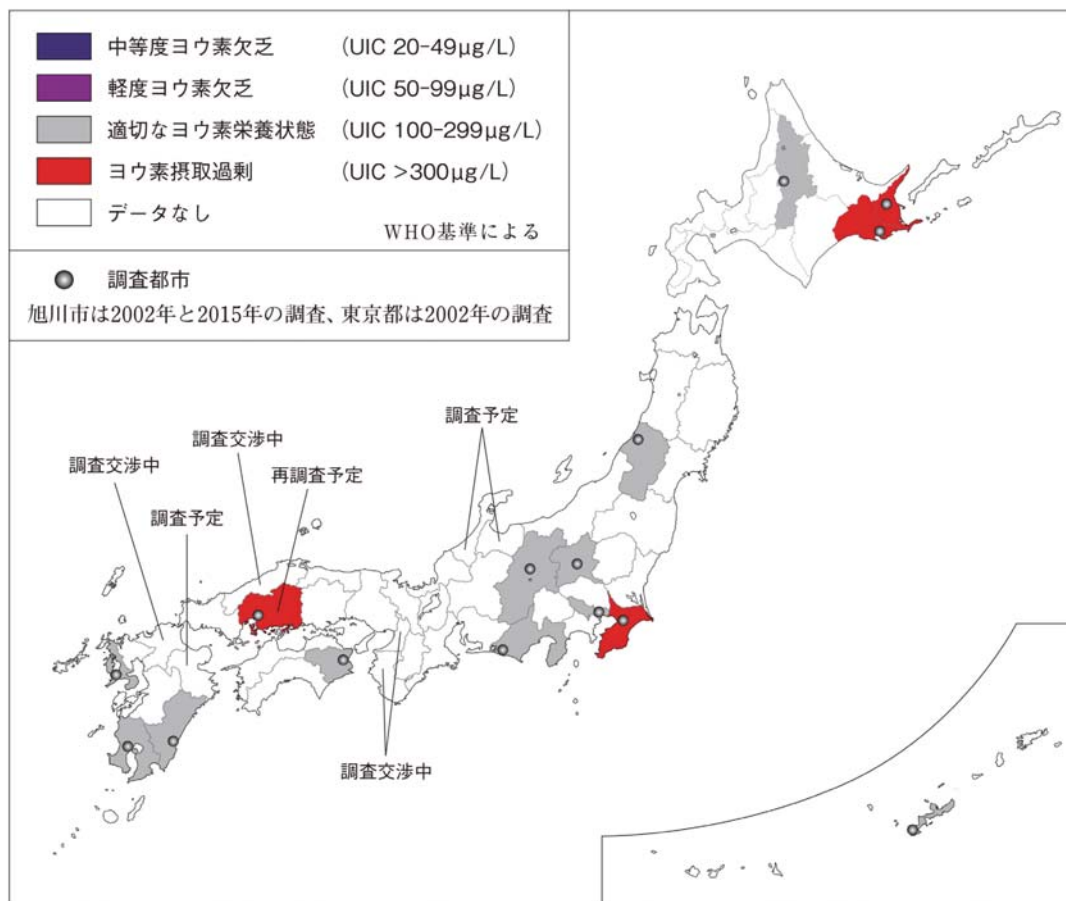 中等度ヨウ素欠乏 (UIC 20-49μg/L)
軽度ヨウ素欠乏 (UIC 50-99μg/L)
適切なヨウ素栄養状態 (UIC 100-299μg/L)
ヨウ素摂取過剰 (UIC >300μg/L)
データなし
WHO基準による
調査都市
旭川市は2002年と2015年の調査、東京都は2002年の調査
調査予定
調査交渉中
調査交渉中
再調査予定
調査予定
調査交渉中